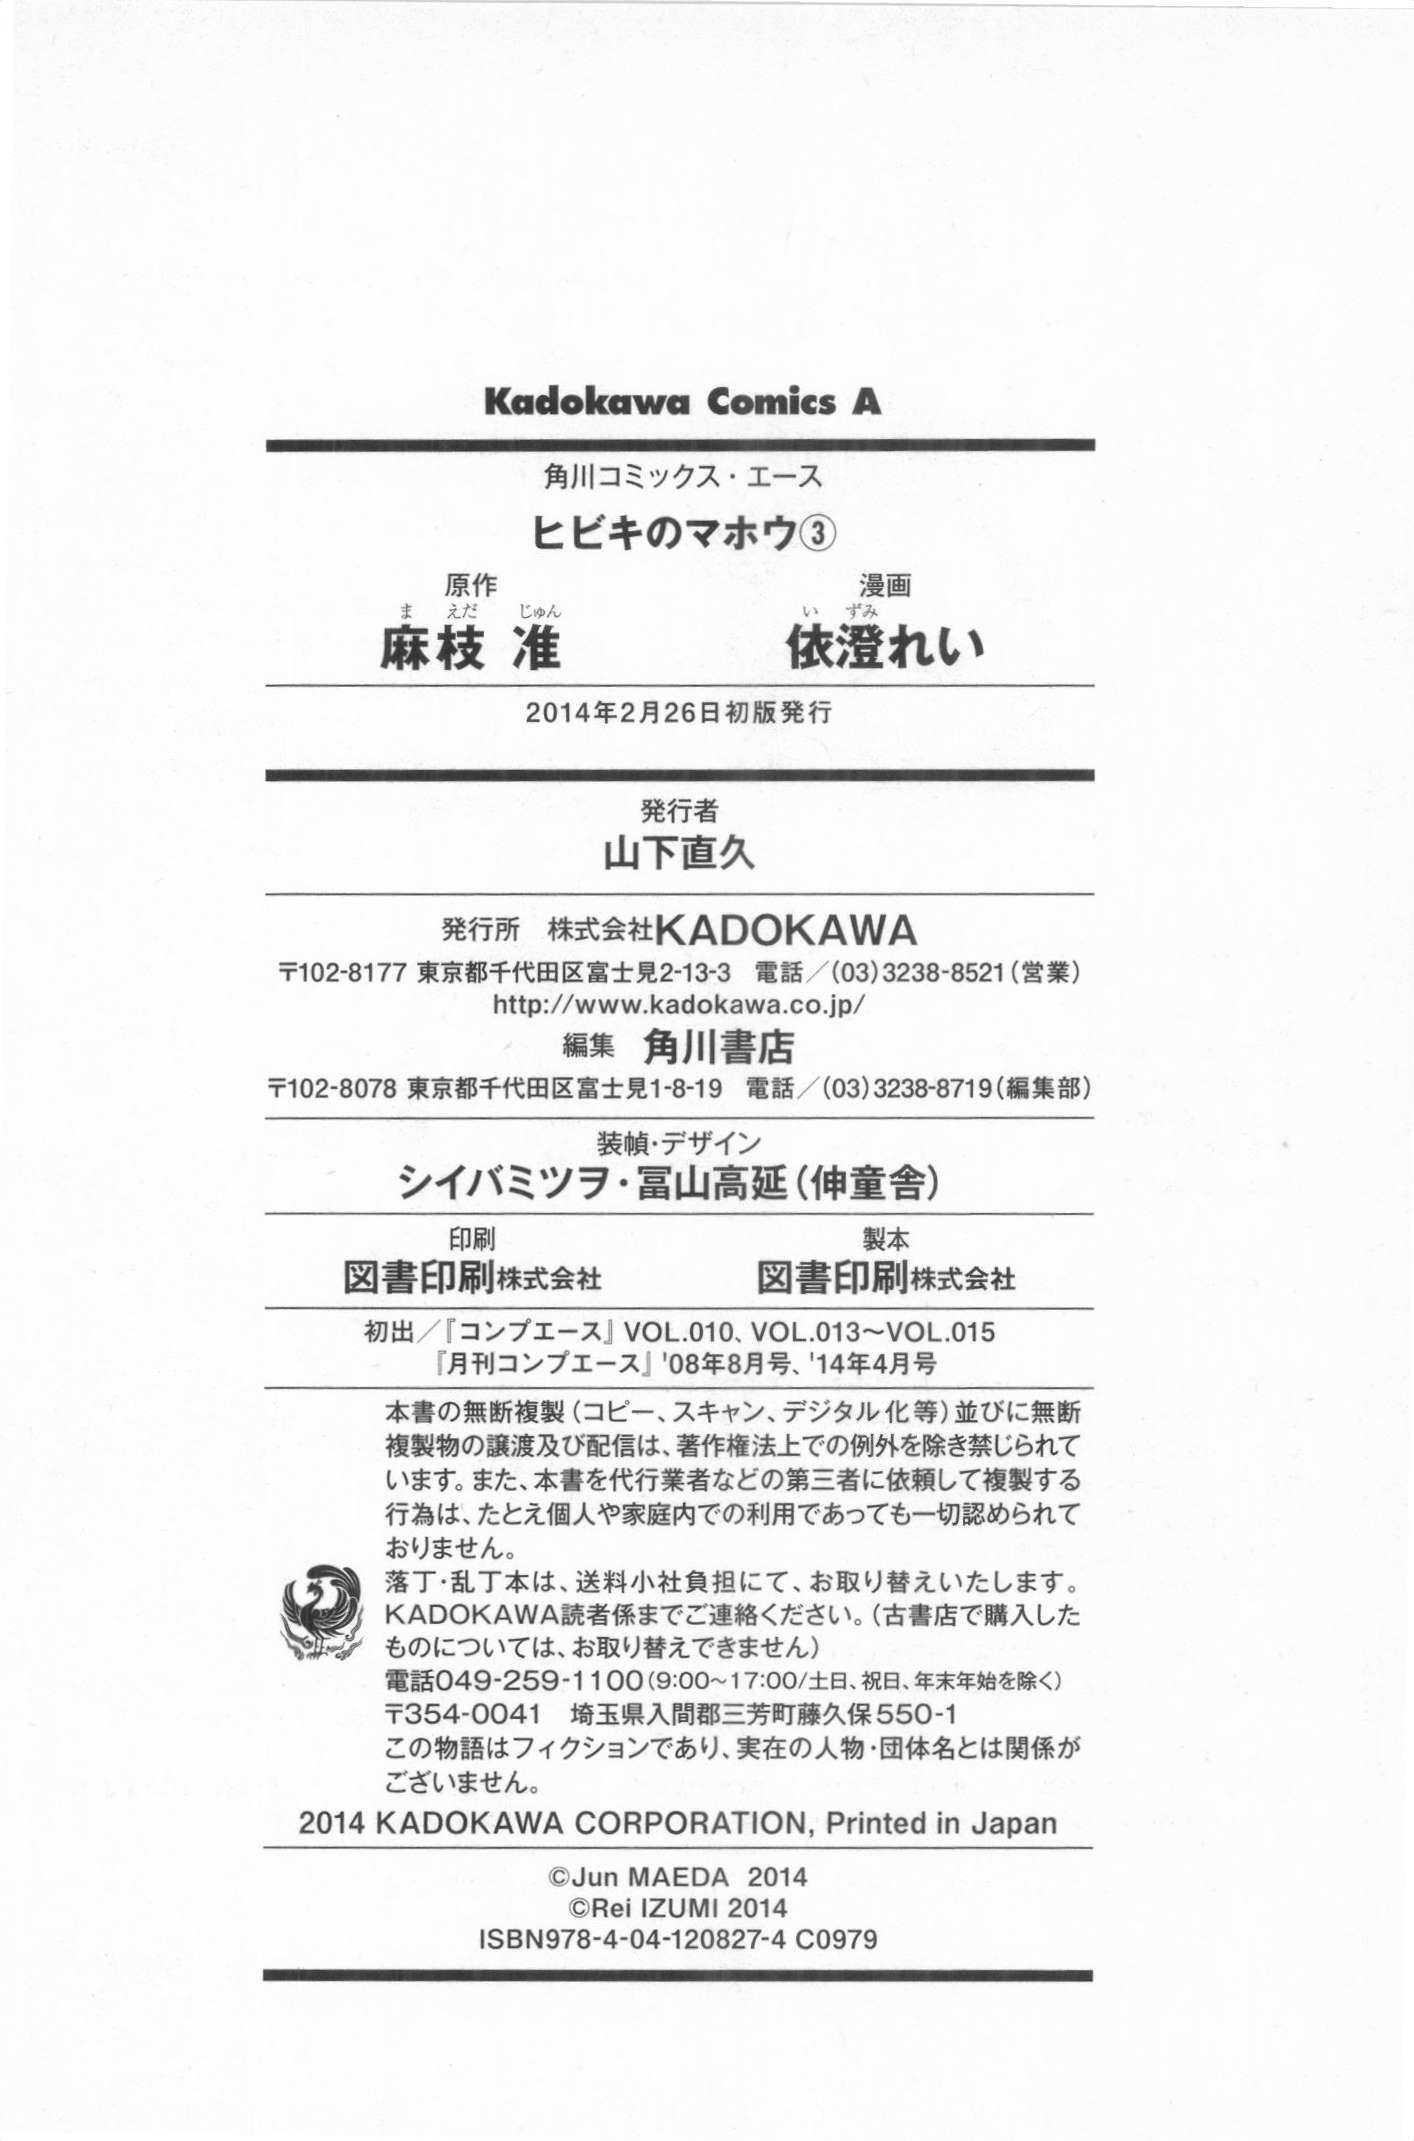 Kadokawa Comics A
角川コミックス・エース
ヒビキのマホウ③
原作
ま えだ じゅん
麻枝 准
漫画
い ずみ
依澄れい
2014年2月26日初版発行
発行者
山下直久
発行所 株式会社KADOKAWA
〒102-8177 東京都千代田区富士見2-13-3 電話／(03)3238-8521(営業)
http://www.kadokawa.co.jp/
編集 角川書店
〒102-8078 東京都千代田区富士見1-8-19 電話／(03)3238-8719(編集部)
装幀・デザイン
シイバミツヲ・冨山高延(伸童舎)
印刷
図書印刷株式会社
製本
図書印刷株式会社
初出／『コンプエース』VOL.010、VOL.013〜VOL.015
『月刊コンプエース』'08年8月号、'14年4月号
本書の無断複製（コピー、スキャン、デジタル化等）並びに無断
複製物の譲渡及び配信は、著作権法上での例外を除き禁じられて
います。また、本書を代行業者などの第三者に依頼して複製する
行為は、たとえ個人や家庭内での利用であっても一切認められて
おりません。
落丁・乱丁本は、送料小社負担にて、お取り替えいたします。
KADOKAWA読者係までご連絡ください。（古書店で購入した
ものについては、お取り替えできません）
電話049-259-1100(9:00〜17:00/土日、祝日、年末年始を除く)
〒354-0041 埼玉県入間郡三芳町藤久保550-1
この物語はフィクションであり、実在の人物・団体名とは関係が
ございません。
2014 KADOKAWA CORPORATION, Printed in Japan
©Jun MAEDA 2014
©Rei IZUMI 2014
ISBN978-4-04-120827-4 C0979